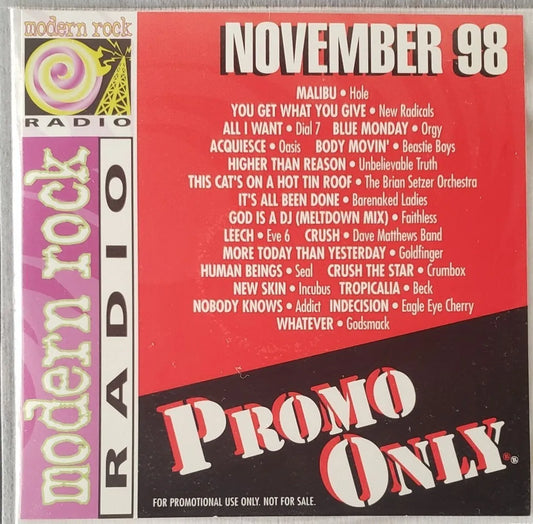 modern rock
RADIO
modern rock
RADIO
NOVEMBER 98
MALIBU • Hole
YOU GET WHAT YOU GIVE • New Radicals
ALL I WANT • Dial 7 BLUE MONDAY • Orgy
ACQUIESCE • Oasis BODY MOVIN' • Beastie Boys
HIGHER THAN REASON • Unbelievable Truth
THIS CAT'S ON A HOT TIN ROOF • The Brian Setzer Orchestra
IT'S ALL BEEN DONE • Barenaked Ladies
GOD IS A DJ (MELTDOWN MIX) • Faithless
LEECH • Eve 6 CRUSH • Dave Matthews Band
MORE TODAY THAN YESTERDAY • Goldfinger
HUMAN BEINGS • Seal CRUSH THE STAR • Crumbox
NEW SKIN • Incubus TROPICALIA • Beck
NOBODY KNOWS • Addict INDECISION • Eagle Eye Cherry
WHATEVER • Godsmack
PROMO
ONLY®
FOR PROMOTIONAL USE ONLY. NOT FOR SALE.